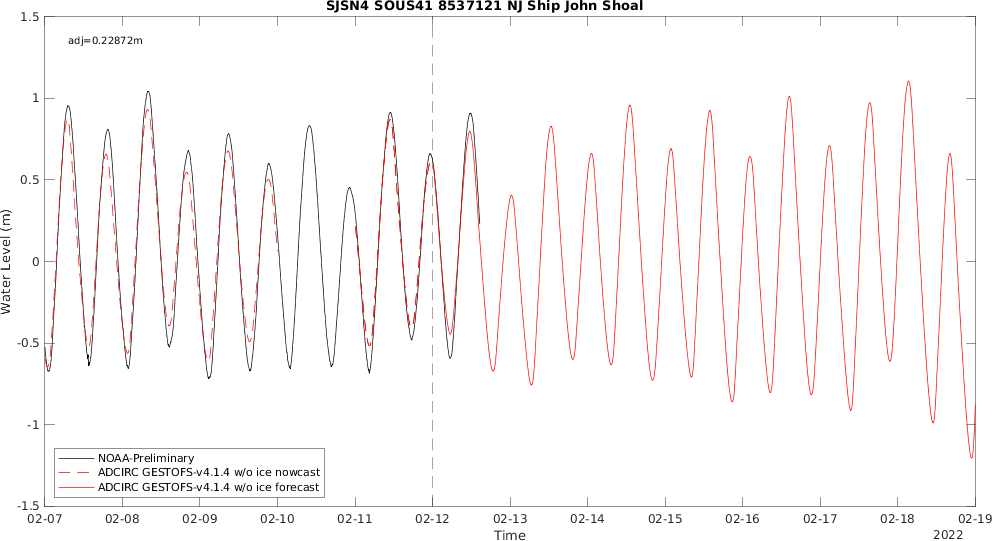 SJSN4 SOUS41 8537121 NJ Ship John Shoal
adj=0.22872m
1.5
1
0.5
0
-0.5
-1
-1.5
Water Level (m)
NOAA-Preliminary
ADCIRC GESTOFS-v4.1.4 w/o ice nowcast
ADCIRC GESTOFS-v4.1.4 w/o ice forecast
02-07 02-08 02-09 02-10 02-11 02-12 02-13 02-14 02-15 02-16 02-17 02-18 02-19
Time
2022